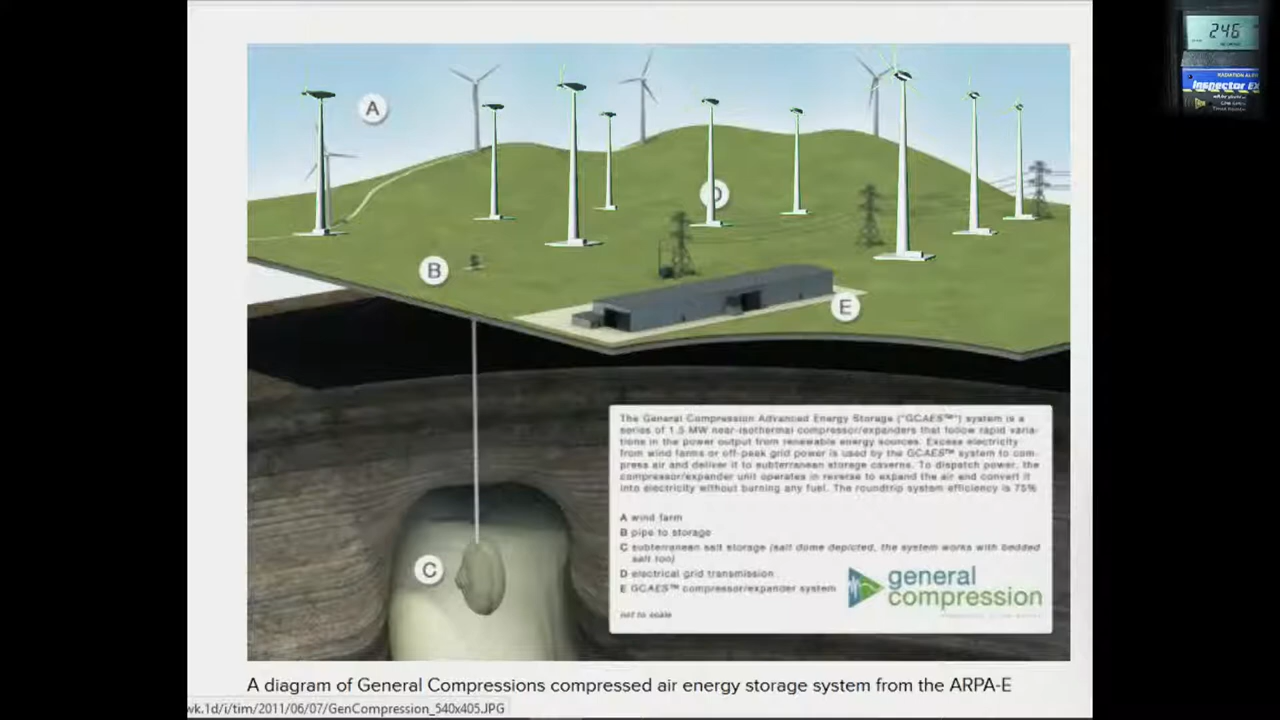 246
RADIATION ALERT
Inspector EX
A
D
B
E
The General Compression Advanced Energy Storage ("GCAES™") system is a
series of 1.5 MW near-isothermal compressor/expanders that follow rapid varia-
tions in the power output from renewable energy sources. Excess electricity
from wind farms or off-peak grid power is used by the GCAES™ system to com-
press air and deliver it to subterranean storage caverns. To dispatch power, the
compressor/expander unit operates in reverse to expand the air and convert it
into electricity without burning any fuel. The roundtrip system efficiency is 75%
A wind farm
B pipe to storage
C subterranean salt storage (salt dome depicted, the system works with bedded
salt too)
D electrical grid transmission
E GCAES™ compressor/expander system
not to scale
general
compression
C
A diagram of General Compressions compressed air energy storage system from the ARPA-E
wk.1d/i/tim/2011/06/07/GenCompression_540x405.JPG